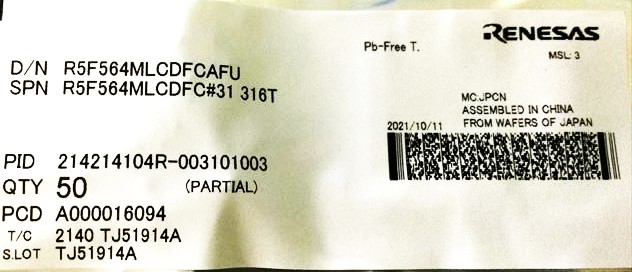 RENESAS
Pb-Free T.
MSL: 3
D/N R5F564MLCDFCAFU
SPN R5F564MLCDFC#31 316T
MC:JPCN
ASSEMBLED IN CHINA
FROM WAFERS OF JAPAN
2021/10/11
PID 214214104R-003101003
QTY 50 (PARTIAL)
PCD A000016094
T/C 2140 TJ51914A
S.LOT TJ51914A